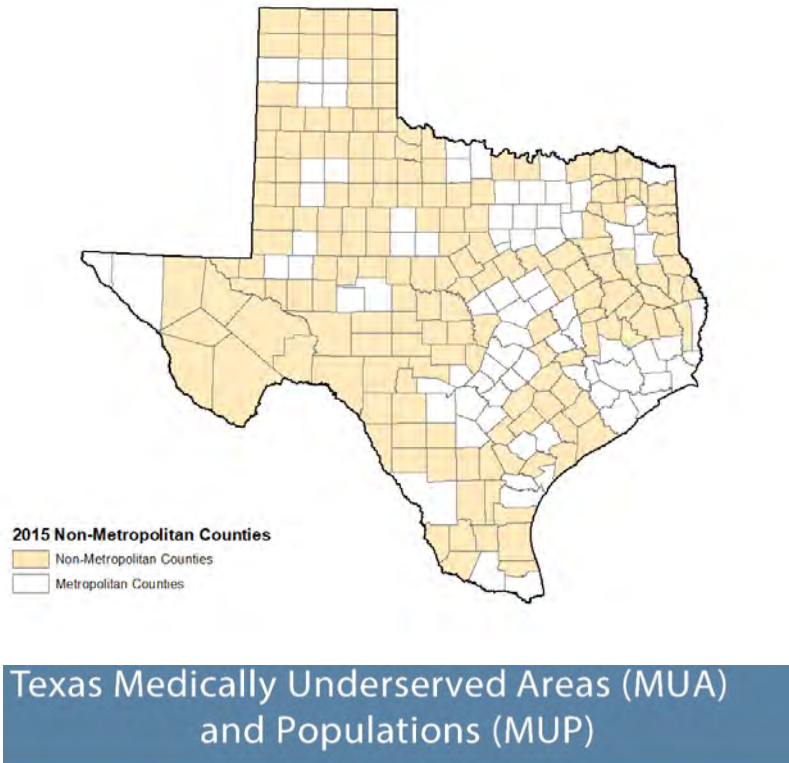 2015 Non-Metropolitan Counties
Non-Metropolitan Counties
Metropolitan Counties
Texas Medically Underserved Areas (MUA)
and Populations (MUP)